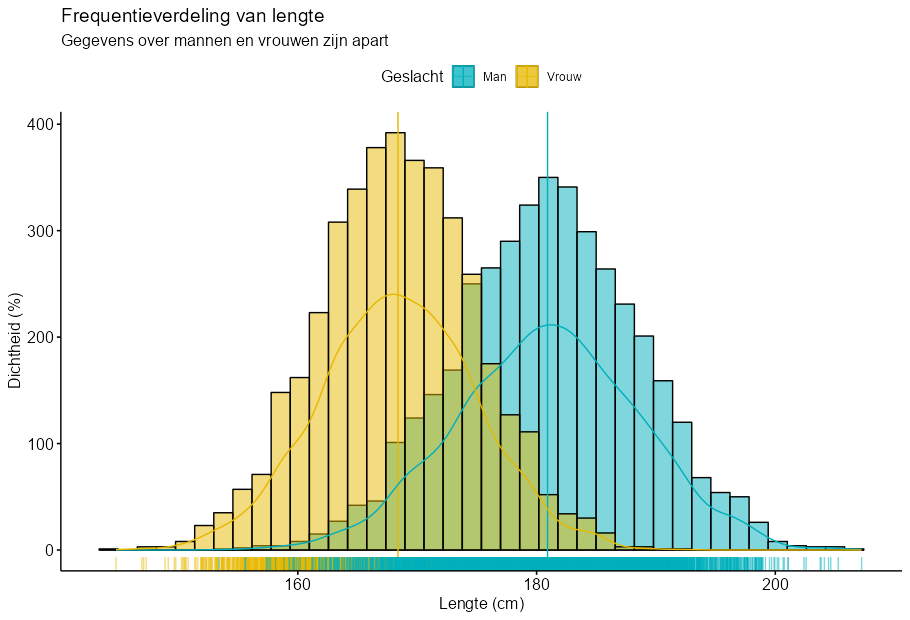 Frequentieverdeling van lengte
Gegevens over mannen en vrouwen zijn apart
Geslacht Man Vrouw
400
300
200
100
0
Dichtheid (%)
160 180 200
Lengte (cm)